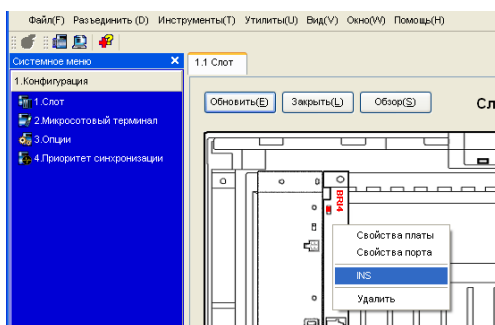 Файл(F) Разъединить (D) Инструменты(T) Утилиты(U) Вид(V) Окно(W) Помощь(H)
Системное меню
1.1 Слот
1.Конфигурация
1.Слот
2.Микросотовый терминал
3.Опции
4.Приоритет синхронизации
Обновить(E) Закрыть(L) Обзор(S) Сл
BRI4
Свойства платы
Свойства порта
INS
Удалить